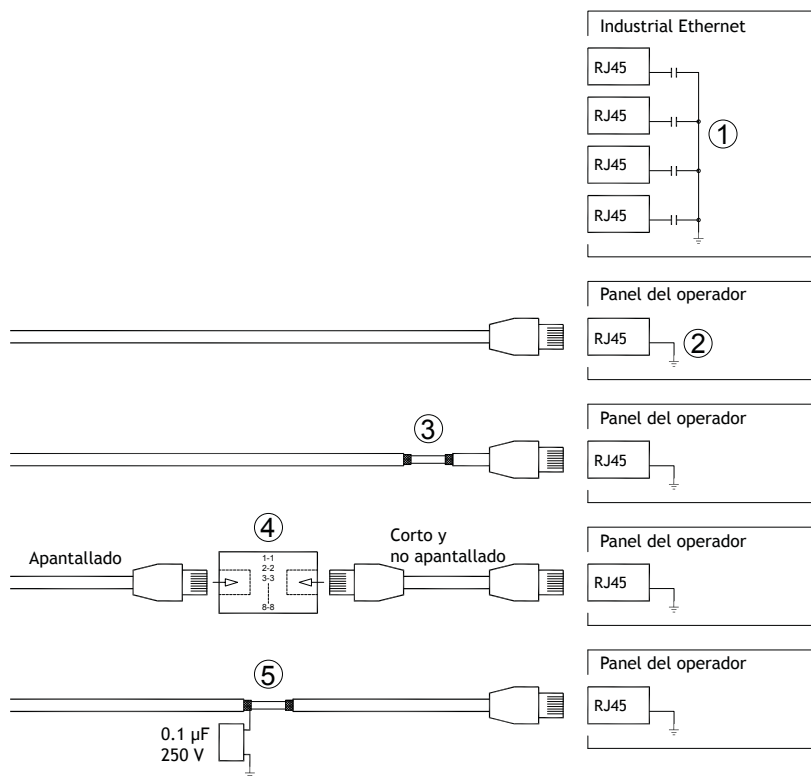 Industrial Ethernet
RJ45
RJ45
1
RJ45
RJ45
Panel del operador
RJ45
2
Panel del operador
3
RJ45
4
Panel del operador
Apantallado
1-1
2-2
3-3
8-8
Corto y
no apantallado
RJ45
5
Panel del operador
RJ45
0.1 µF
250 V